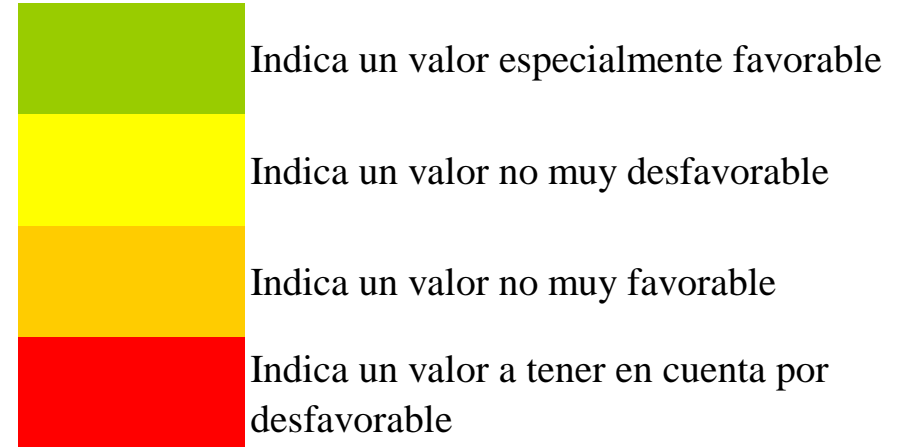 Indica un valor especialmente favorable
Indica un valor no muy desfavorable
Indica un valor no muy favorable
Indica un valor a tener en cuenta por
desfavorable